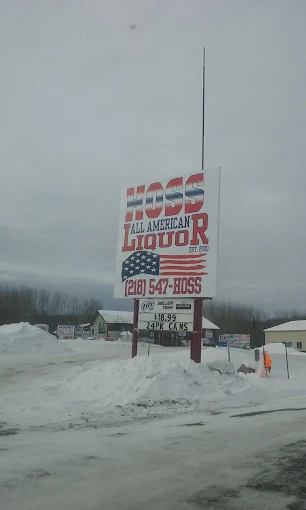 HOSS
ALL AMERICAN
LIQUOR
EST. 2000
(218) 547-HOSS
MILLER
$18.99
24PK CANS